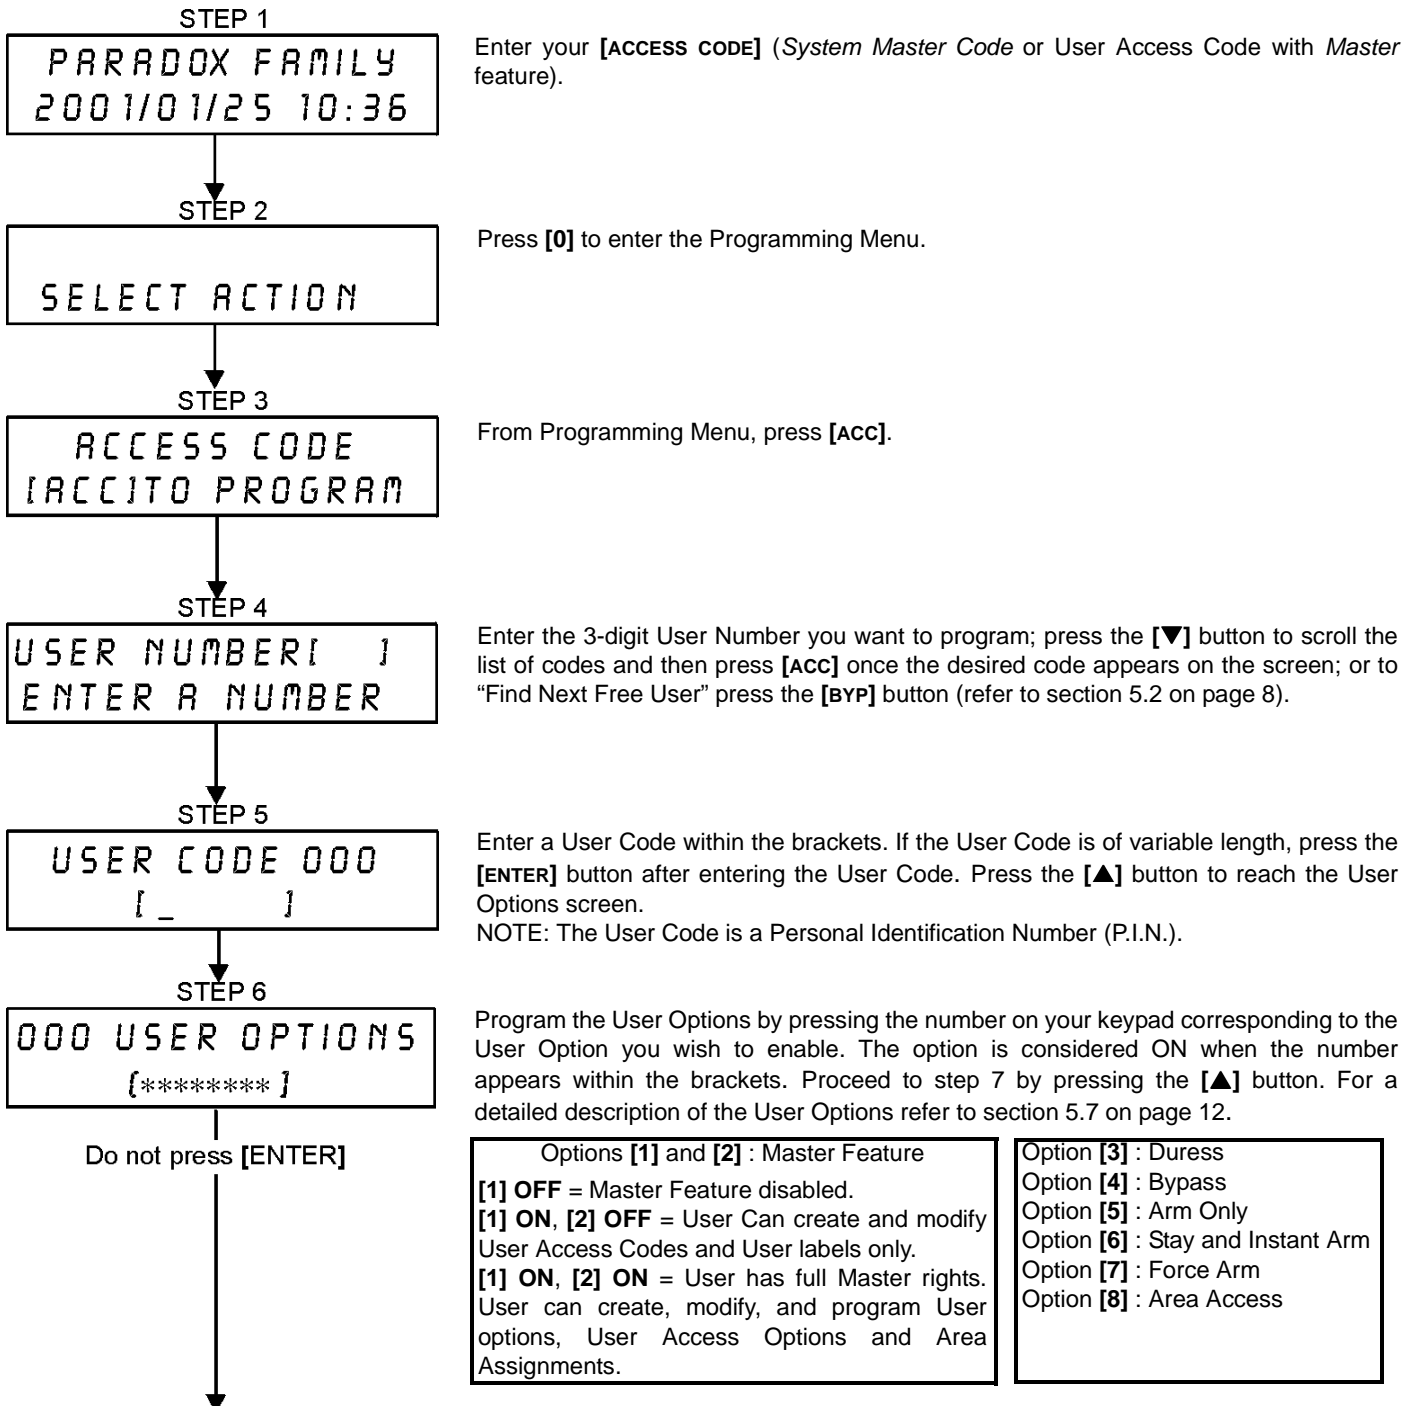 STEP 1
PARADOX FAMILY
2001/01/25 10:36
Enter your [ACCESS CODE] (System Master Code or User Access Code with Master
feature).
STEP 2
SELECT ACTION
Press [0] to enter the Programming Menu.
STEP 3
ACCESS CODE
[ACC]TO PROGRAM
From Programming Menu, press [ACC].
STEP 4
USER NUMBER[   ]
ENTER A NUMBER
Enter the 3-digit User Number you want to program; press the [▼] button to scroll the
list of codes and then press [ACC] once the desired code appears on the screen; or to
“Find Next Free User” press the [BYP] button (refer to section 5.2 on page 8).
STEP 5
USER CODE 000
[ _     ]
Enter a User Code within the brackets. If the User Code is of variable length, press the
[ENTER] button after entering the User Code. Press the [▲] button to reach the User
Options screen.
NOTE: The User Code is a Personal Identification Number (P.I.N.).
STEP 6
000 USER OPTIONS
[******** ]
Do not press [ENTER]
Program the User Options by pressing the number on your keypad corresponding to the
User Option you wish to enable. The option is considered ON when the number
appears within the brackets. Proceed to step 7 by pressing the [▲] button. For a
detailed description of the User Options refer to section 5.7 on page 12.
Options [1] and [2] : Master Feature
[1] OFF = Master Feature disabled.
[1] ON, [2] OFF = User Can create and modify
User Access Codes and User labels only.
[1] ON, [2] ON = User has full Master rights.
User can create, modify, and program User
options, User Access Options and Area
Assignments.
Option [3] : Duress
Option [4] : Bypass
Option [5] : Arm Only
Option [6] : Stay and Instant Arm
Option [7] : Force Arm
Option [8] : Area Access